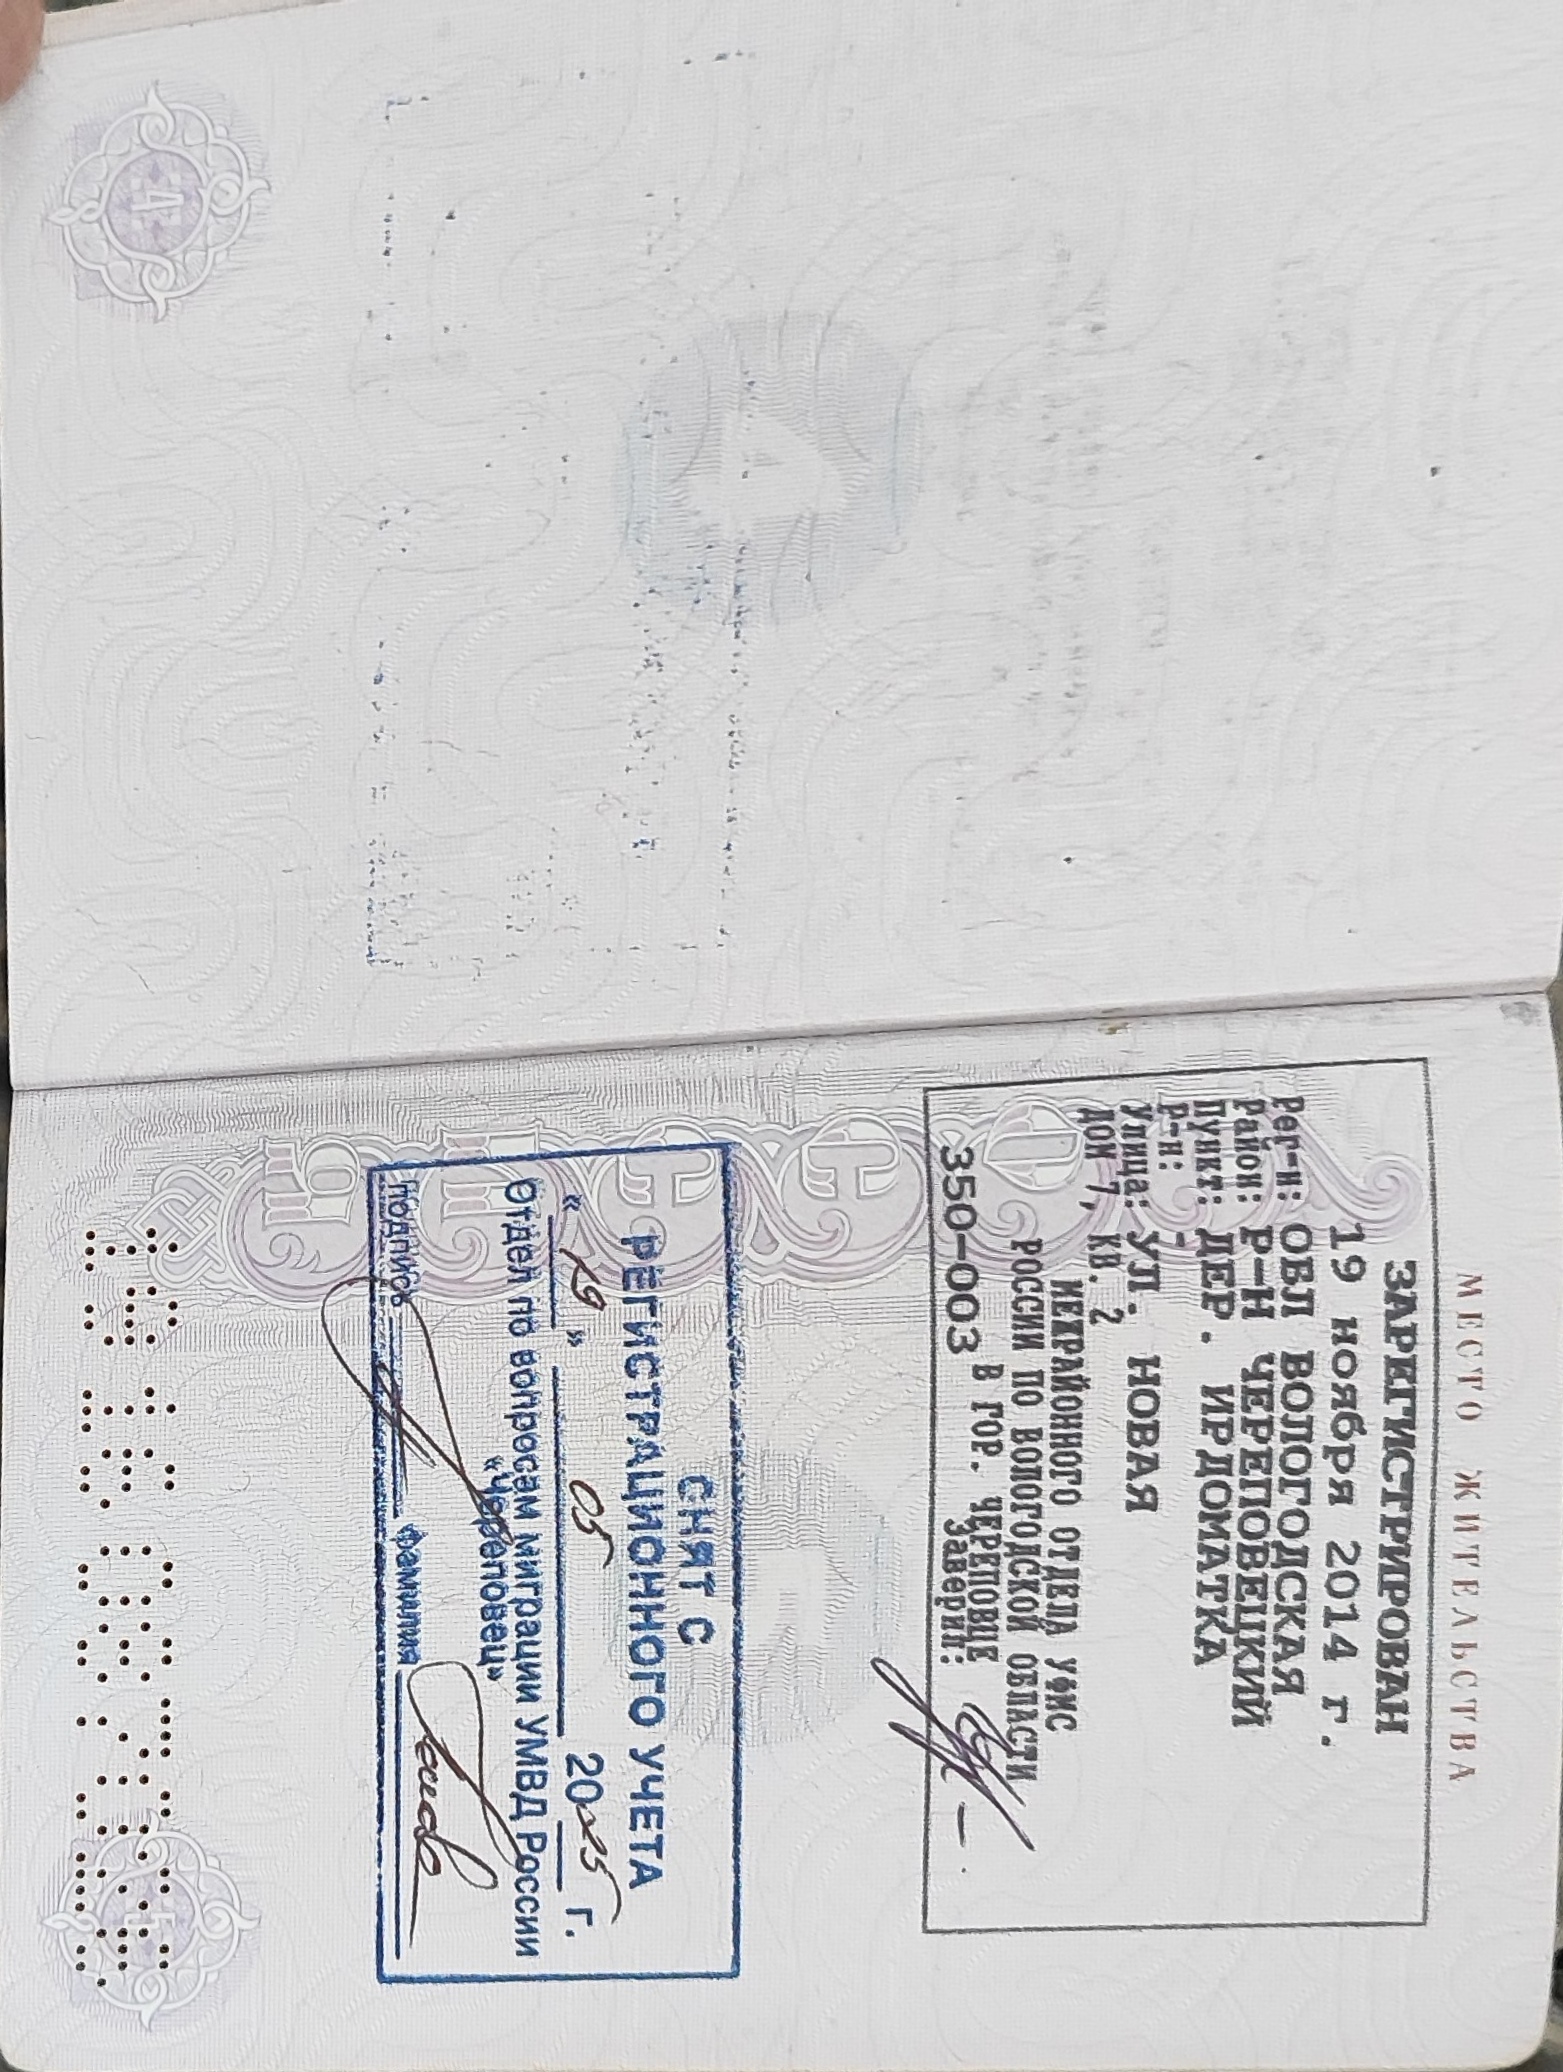 МЕСТО ЖИТЕЛЬСТВА
ЗАРЕГИСТРИРОВАН
19 ноября 2014 г.
Рег-н: ОБЛ ВОЛОГОДСКАЯ
Район: Р-Н ЧЕРЕПОВЕЦКИЙ
Пункт: ДЕР. ИРДОМАТКА
Р-н: -
Улица: УЛ. НОВАЯ
дом 7, кв. 2
МЕЖРАЙОННОГО ОТДЕЛА УФМС
РОССИИ ПО ВОЛОГОДСКОЙ ОБЛАСТИ
В ГОР. ЧЕРЕПОВЦЕ
350-003 Заверил:
СНЯТ С
РЕГИСТРАЦИОННОГО УЧЕТА
« 19 » 05 2025 г.
Отдел по вопросам миграции УМВД России
«Череповец»
подпись фамилия
4
5